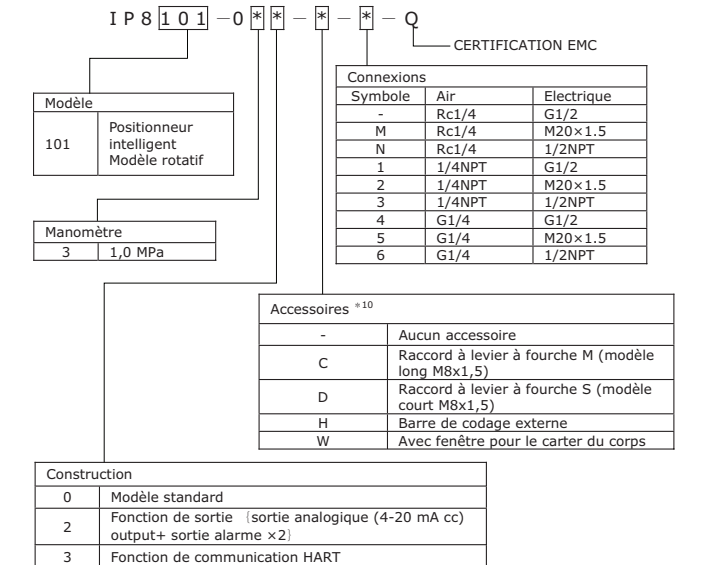 IP8101-0**-*-*-Q
CERTIFICATION EMC
Connexions
Symbole Air Electrique
- Rc1/4 G1/2
M Rc1/4 M20×1.5
N Rc1/4 1/2NPT
1 1/4NPT G1/2
2 1/4NPT M20×1.5
3 1/4NPT 1/2NPT
4 G1/4 G1/2
5 G1/4 M20×1.5
6 G1/4 1/2NPT
Modèle
101 Positionneur
intelligent
Modèle rotatif
Manomètre
3 1,0 MPa
Accessoires *10
- Aucun accessoire
C Raccord à levier à fourche M (modèle
long M8x1,5)
D Raccord à levier à fourche S (modèle
court M8x1,5)
H Barre de codage externe
W Avec fenêtre pour le carter du corps
Construction
0 Modèle standard
2 Fonction de sortie {sortie analogique (4-20 mA cc)
output+ sortie alarme ×2}
3 Fonction de communication HART